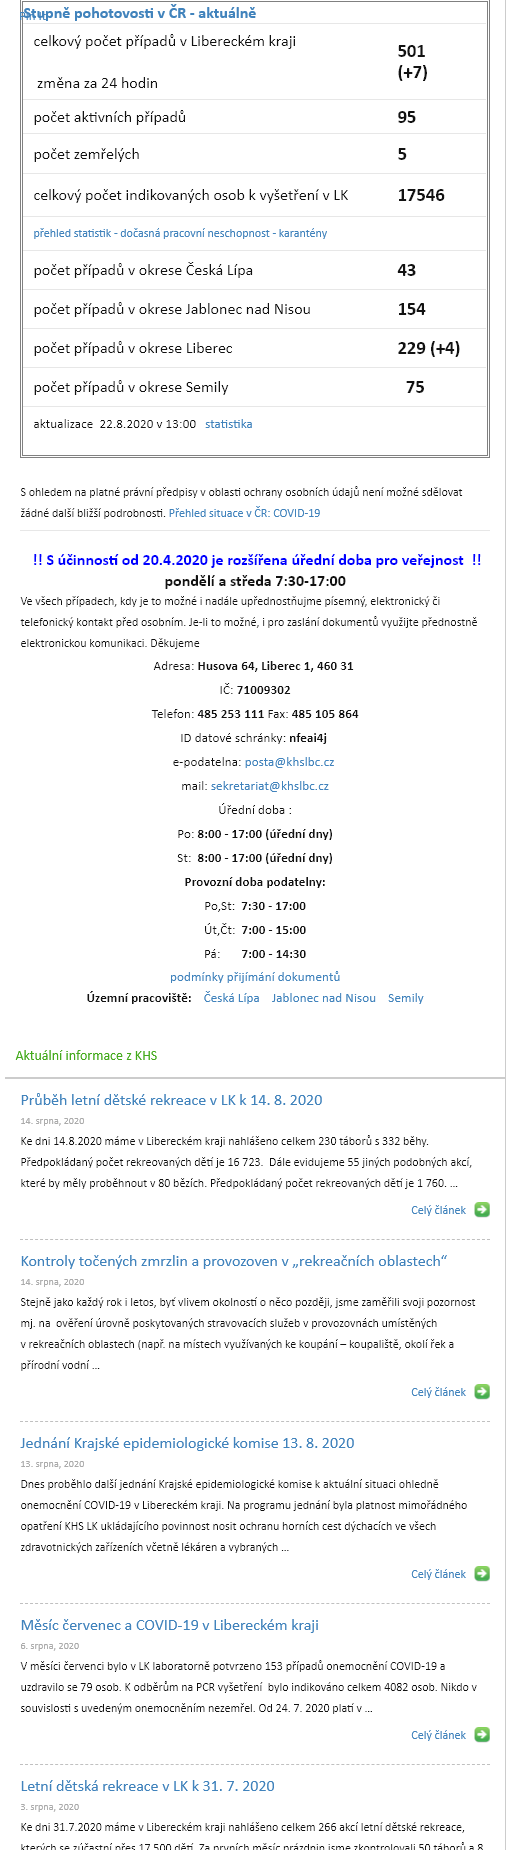 Stupně pohotovosti v ČR - aktuálně
celkový počet případů v Libereckém kraji
501
(+7)
změna za 24 hodin
počet aktivních případů 95
počet zemřelých 5
celkový počet indikovaných osob k vyšetření v LK 17546
přehled statistik - dočasná pracovní neschopnost - karantény
počet případů v okrese Česká Lípa 43
počet případů v okrese Jablonec nad Nisou 154
počet případů v okrese Liberec 229 (+4)
počet případů v okrese Semily 75
aktualizace 22.8.2020 v 13:00 statistika
S ohledem na platné právní předpisy v oblasti ochrany osobních údajů není možné sdělovat
žádné další bližší podrobnosti. Přehled situace v ČR: COVID-19
!! S účinností od 20.4.2020 je rozšířena úřední doba pro veřejnost !!
pondělí a středa 7:30-17:00
Ve všech případech, kdy je to možné i nadále upřednostňujme písemný, elektronický či
telefonický kontakt před osobním. Je-li to možné, i pro zaslání dokumentů využijte přednostně
elektronickou komunikaci. Děkujeme
Adresa: Husova 64, Liberec 1, 460 31
IČ: 71009302
Telefon: 485 253 111 Fax: 485 105 864
ID datové schránky: nfeai4j
e-podatelna: posta@khslbc.cz
mail: sekretariat@khslbc.cz
Úřední doba :
Po: 8:00 - 17:00 (úřední dny)
St: 8:00 - 17:00 (úřední dny)
Provozní doba podatelny:
Po,St: 7:30 - 17:00
Út,Čt: 7:00 - 15:00
Pá: 7:00 - 14:30
podmínky přijímání dokumentů
Územní pracoviště: Česká Lípa Jablonec nad Nisou Semily
Aktuální informace z KHS
Průběh letní dětské rekreace v LK k 14. 8. 2020
14. srpna, 2020
Ke dni 14.8.2020 máme v Libereckém kraji nahlášeno celkem 230 táborů s 332 běhy.
Předpokládaný počet rekreovaných dětí je 16 723. Dále evidujeme 55 jiných podobných akcí,
které by měly proběhnout v 80 bězích. Předpokládaný počet rekreovaných dětí je 1 760. ...
Celý článek
Kontroly točených zmrzlin a provozoven v „rekreačních oblastech“
14. srpna, 2020
Stejně jako každý rok i letos, byť vlivem okolností o něco později, jsme zaměřili svoji pozornost
mj. na ověření úrovně poskytovaných stravovacích služeb v provozovnách umístěných
v rekreačních oblastech (např. na místech využívaných ke koupání – koupaliště, okolí řek a
přírodní vodní ...
Celý článek
Jednání Krajské epidemiologické komise 13. 8. 2020
13. srpna, 2020
Dnes proběhlo další jednání Krajské epidemiologické komise k aktuální situaci ohledně
onemocnění COVID-19 v Libereckém kraji. Na programu jednání byla platnost mimořádného
opatření KHS LK ukládajícího povinnost nosit ochranu horních cest dýchacích ve všech
zdravotnických zařízeních včetně lékáren a vybraných ...
Celý článek
Měsíc červenec a COVID-19 v Libereckém kraji
6. srpna, 2020
V měsíci červenci bylo v LK laboratorně potvrzeno 153 případů onemocnění COVID-19 a
uzdravilo se 79 osob. K odběrům na PCR vyšetření bylo indikováno celkem 4082 osob. Nikdo v
souvislosti s uvedeným onemocněním nezemřel. Od 24. 7. 2020 platí v ...
Celý článek
Letní dětská rekreace v LK k 31. 7. 2020
3. srpna, 2020
Ke dni 31.7.2020 máme v Libereckém kraji nahlášeno celkem 266 akcí letní dětské rekreace,
kterých se zúčastní přes 17 500 dětí. Za prvních měsíc prázdnin jsme zkontrolovali 50 táborů a 8